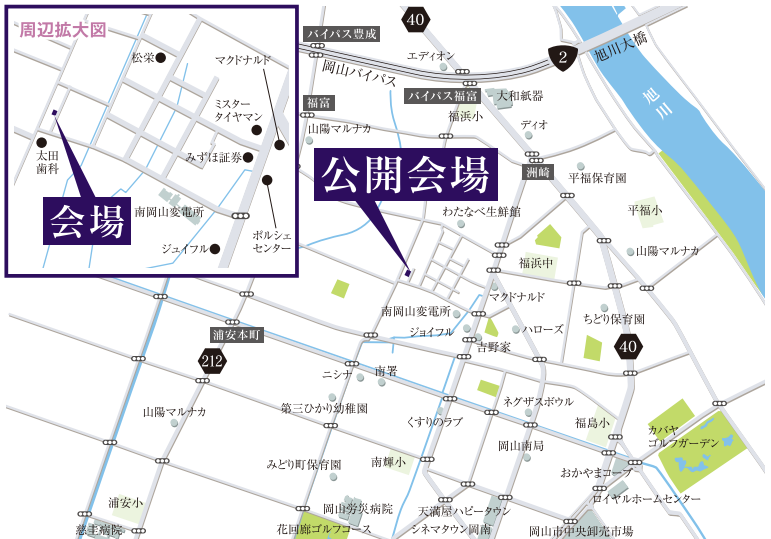 周辺拡大図
松栄
マクドナルド
ミスター
タイヤマン
みずほ証券
太田
歯科
会場
南岡山変電所
ジョイフル
ポルシェ
センター
40
バイパス豊成
エディオン
2
旭川大橋
岡山バイパス
バイパス福富
大和紙器
旭川
福富
福浜小
山陽マルナカ
ディオ
公開会場
洲崎
平福保育園
わたなべ生鮮館
平福小
山陽マルナカ
福浜中
マクドナルド
南岡山変電所
ちどり保育園
ジョイフル
ハローズ
浦安本町
吉野家
40
212
ニシナ
南署
山陽マルナカ
第三ひかり幼稚園
ネグザスボウル
くすりのラブ
福島小
カバヤ
ゴルフガーデン
岡山南局
みどり町保育園
南輝小
おかやまコープ
ロイヤルホームセンター
浦安小
岡山労災病院
天満屋ハピータウン
慈圭病院
花回廊ゴルフコース
シネマタウン岡南
岡山市中央卸売市場